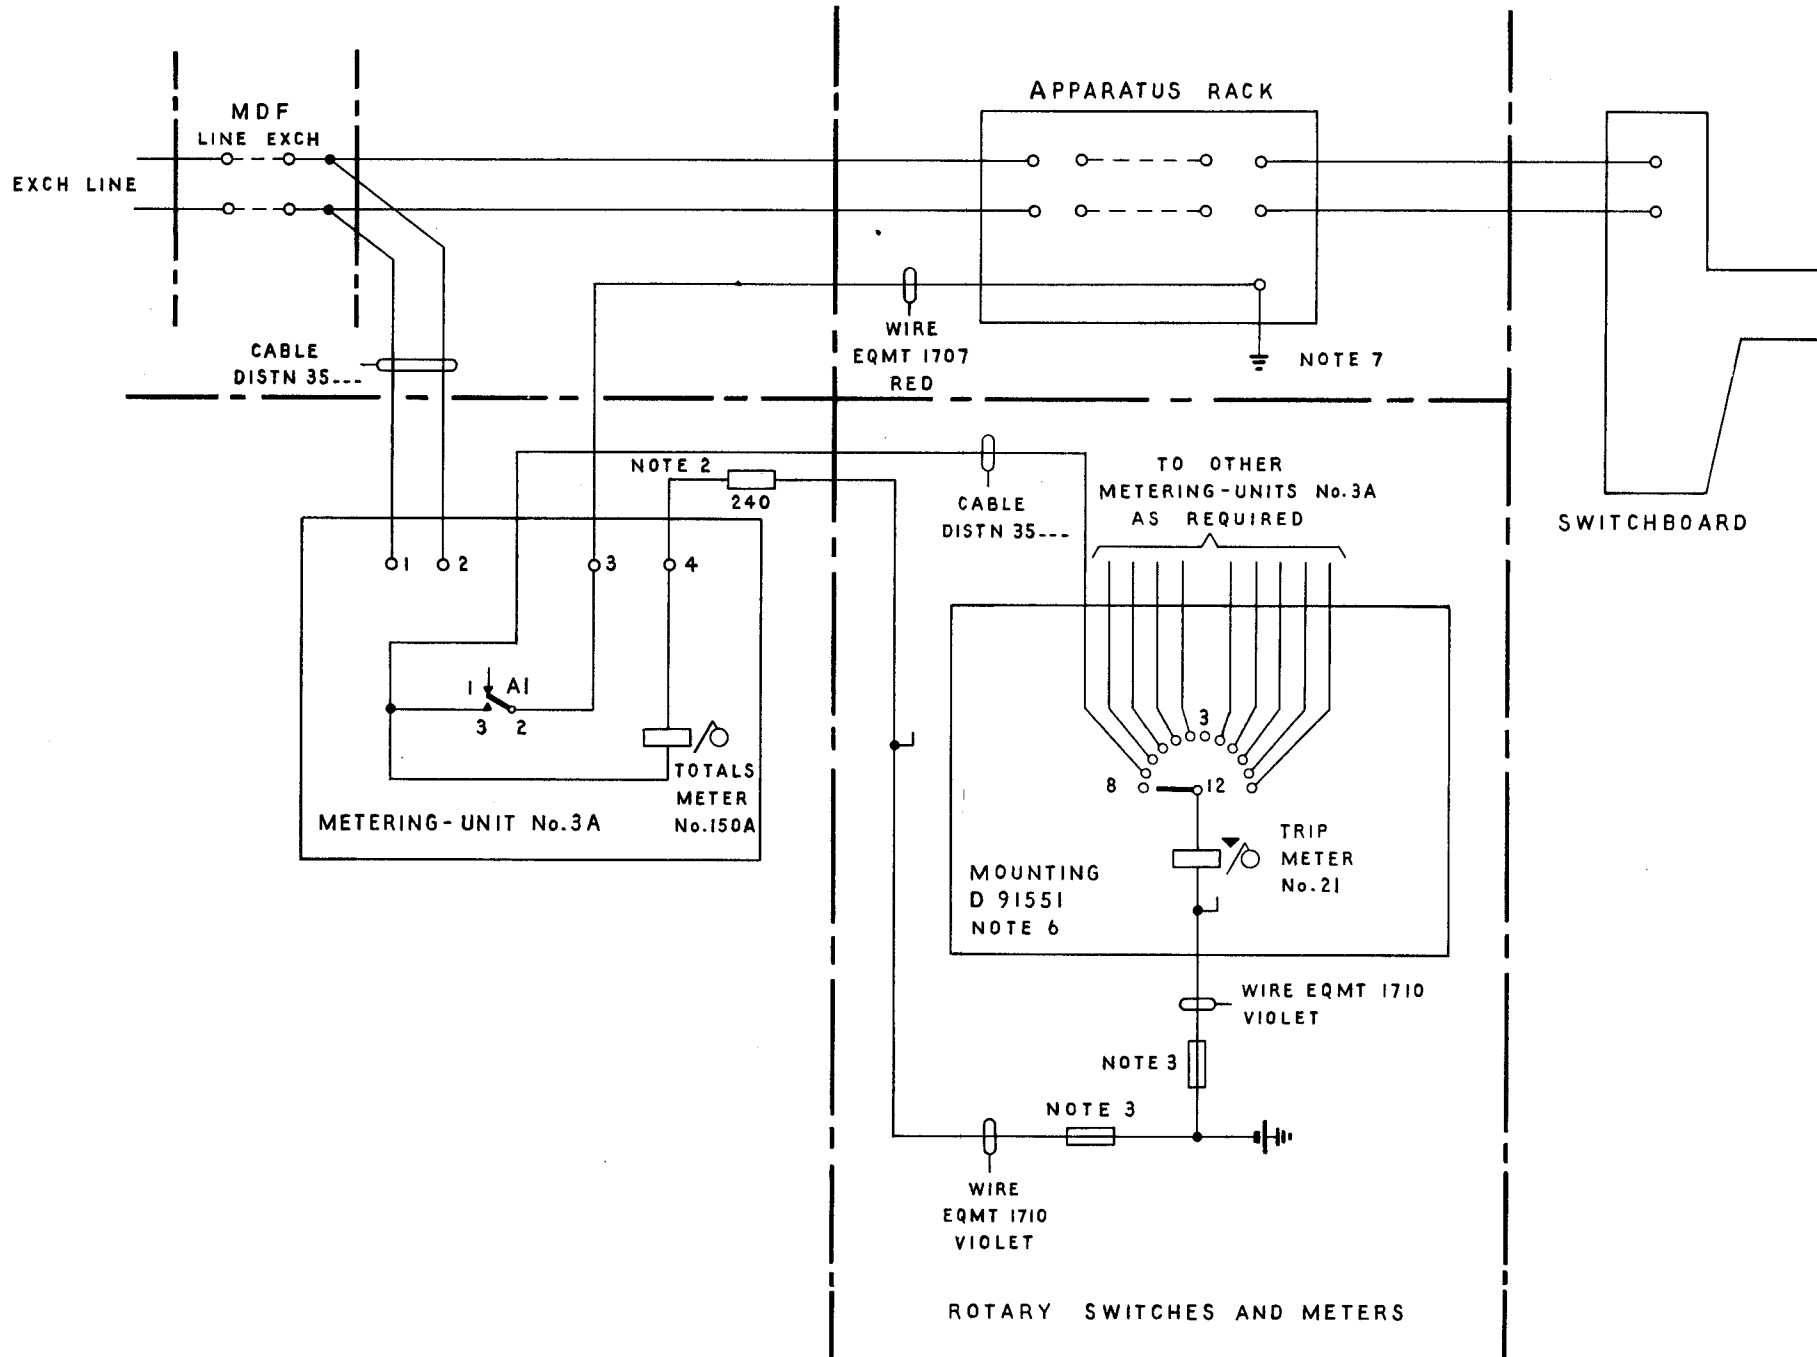 APPARATUS RACK
MDF
LINE EXCH
EXCH LINE
WIRE
EQMT 1707
RED
NOTE 7
CABLE
DISTN 35---
NOTE 2
240
CABLE
DISTN 35---
TO OTHER
METERING-UNITS No.3A
AS REQUIRED
SWITCHBOARD
1
2
3
4
1 A1
3 2
TOTALS
METER
No.150A
METERING-UNIT No.3A
3
8
12
TRIP
METER
No.21
MOUNTING
D 91551
NOTE 6
WIRE EQMT 1710
VIOLET
NOTE 3
NOTE 3
WIRE
EQMT 1710
VIOLET
ROTARY SWITCHES AND METERS